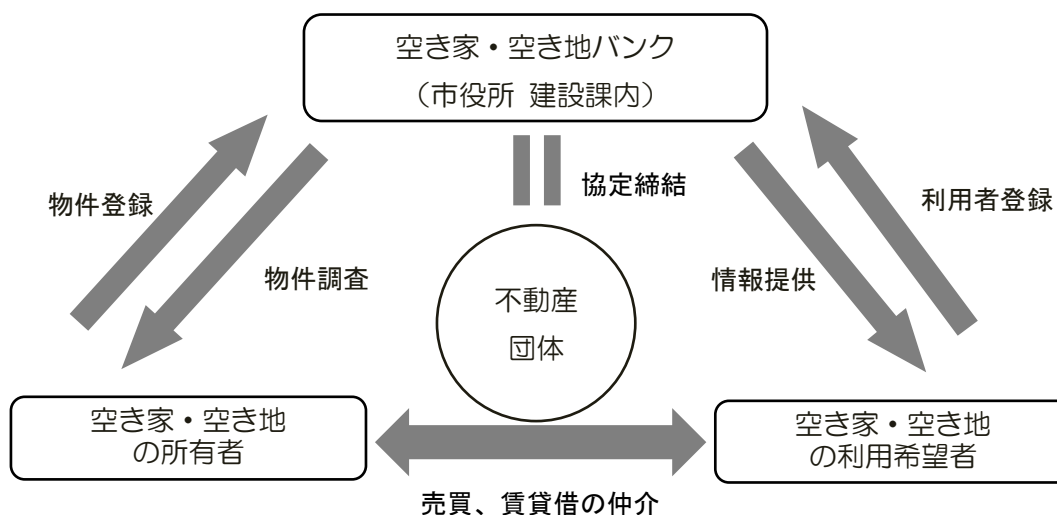 空き家・空き地バンク
（市役所 建設課内）
協定締結
物件登録
利用者登録
物件調査
情報提供
不動産
団体
空き家・空き地
の所有者
空き家・空き地
の利用希望者
売買、賃貸借の仲介